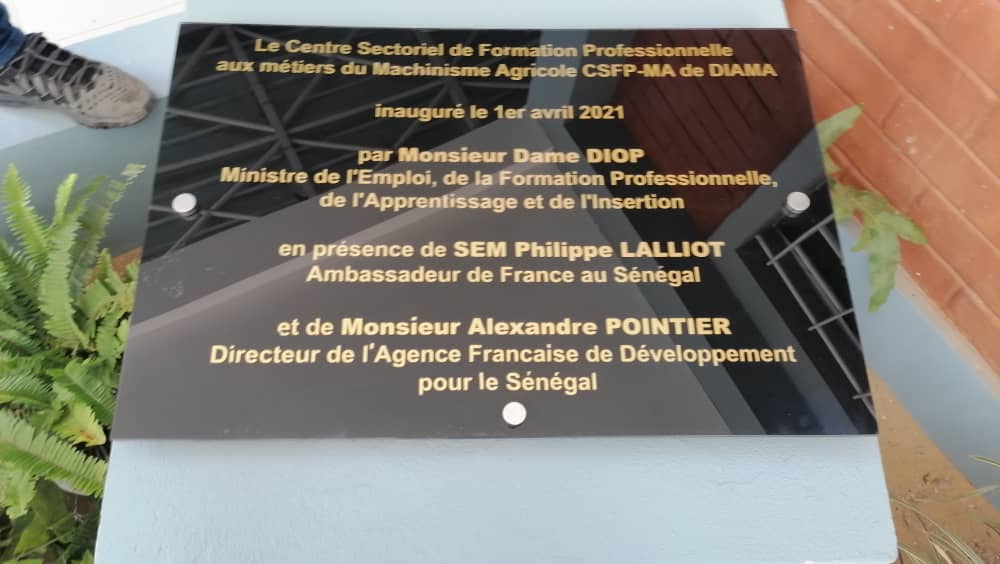 Le Centre Sectoriel de Formation Professionnelle
aux métiers du Machinisme Agricole CSFP-MA de DIAMA
inauguré le 1er avril 2021
par Monsieur Dame DIOP
Ministre de l'Emploi, de la Formation Professionnelle,
de l'Apprentissage et de l'Insertion
en présence de SEM Philippe LALLIOT
Ambassadeur de France au Sénégal
et de Monsieur Alexandre POINTIER
Directeur de l'Agence Francaise de Développement
pour le Sénégal